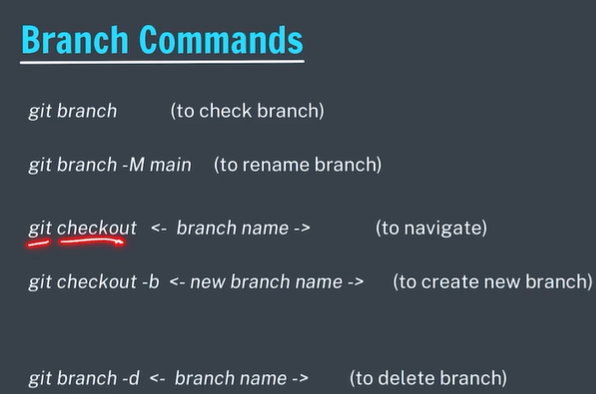 Branch Commands
git branch (to check branch)
git branch -M main (to rename branch)
git checkout <- branch name -> (to navigate)
git checkout -b <- new branch name -> (to create new branch)
git branch -d <- branch name -> (to delete branch)